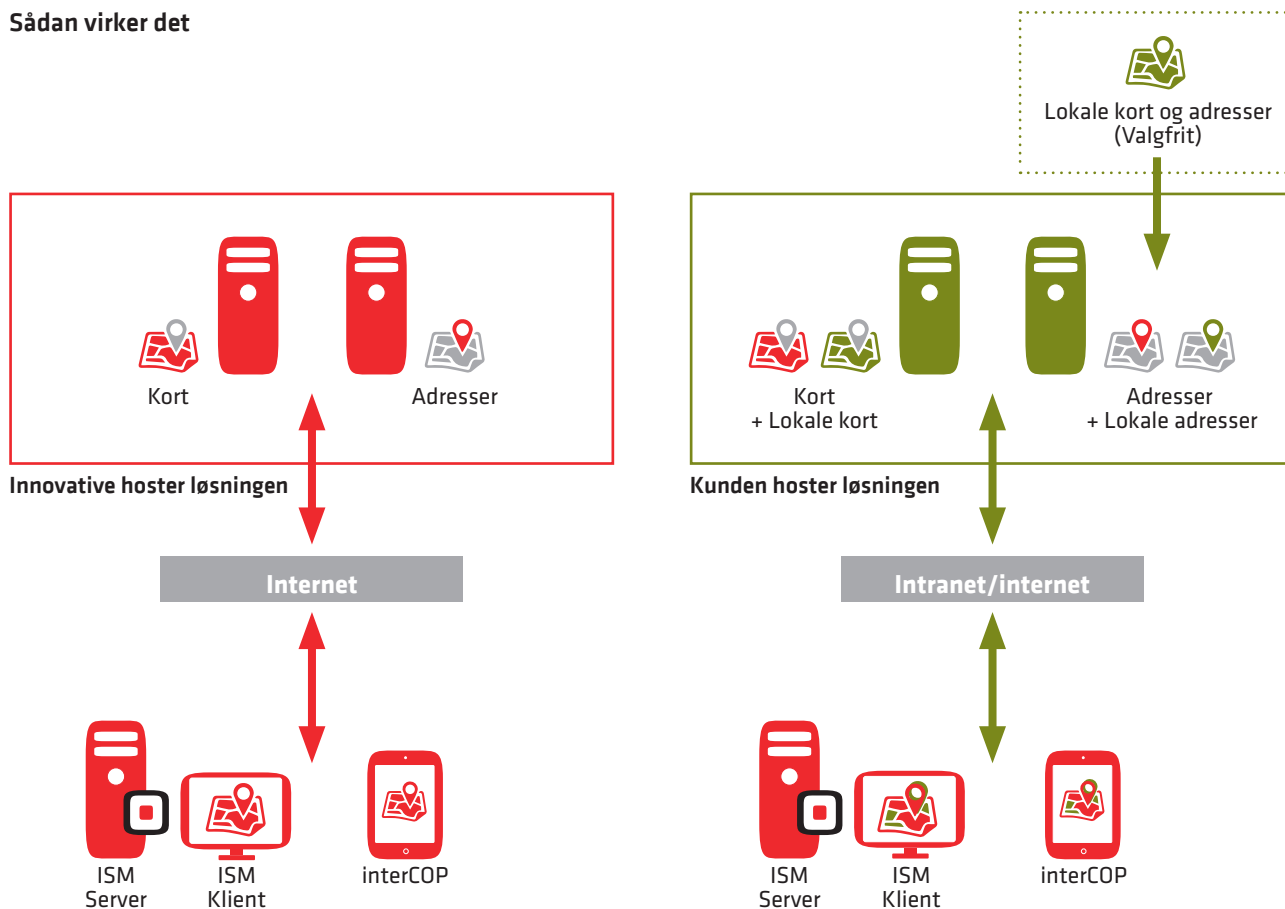 Sådan virker det
Lokale kort og adresser
(Valgfrit)
Kort
Adresser
Kort
+ Lokale kort
Adresser
+ Lokale adresser
Innovative hoster løsningen
Kunden hoster løsningen
Internet
Intranet/internet
ISM
Server
ISM
Klient
interCOP
ISM
Server
ISM
Klient
interCOP